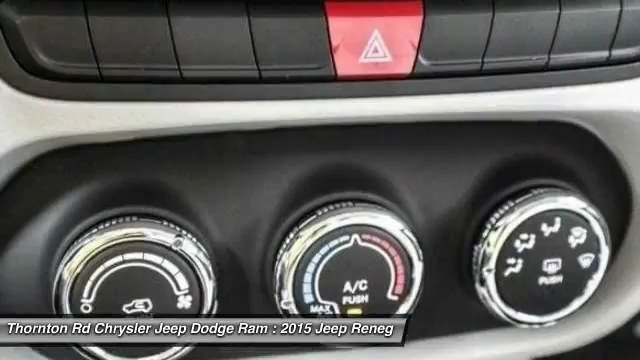 A/C
PUSH
PUSH
MAX
Thornton Rd Chrysler Jeep Dodge Ram : 2015 Jeep Reneg